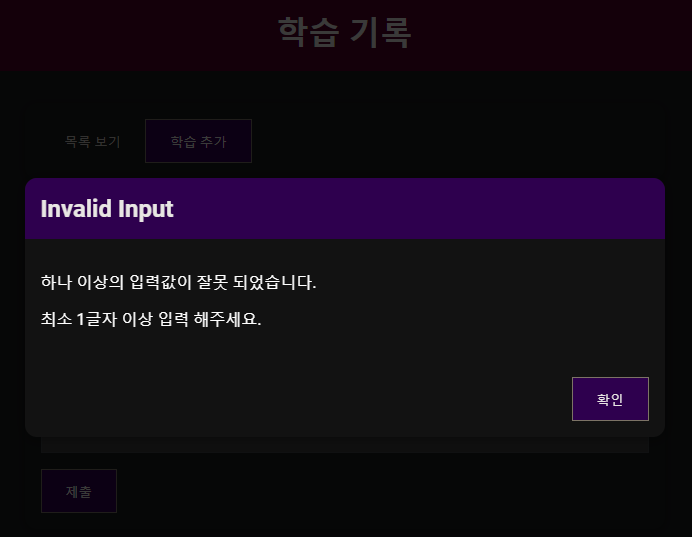 학습 기록
목록 보기
학습 추가
Invalid Input
하나 이상의 입력값이 잘못 되었습니다.
최소 1글자 이상 입력 해주세요.
확인
제출